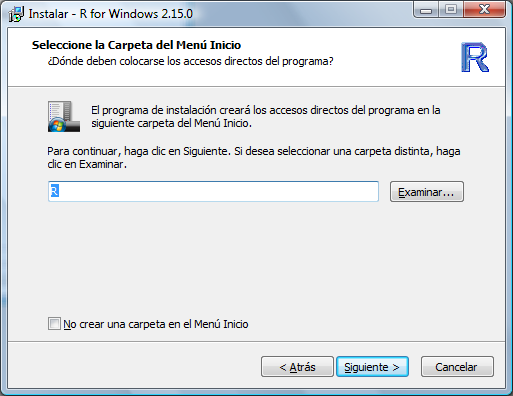 Instalar - R for Windows 2.15.0
Seleccione la Carpeta del Menú Inicio
¿Dónde deben colocarse los accesos directos del programa?
R
El programa de instalación creará los accesos directos del programa en la
siguiente carpeta del Menú Inicio.
Para continuar, haga clic en Siguiente. Si desea seleccionar una carpeta distinta, haga
clic en Examinar.
R
Examinar...
No crear una carpeta en el Menú Inicio
< Atrás
Siguiente >
Cancelar